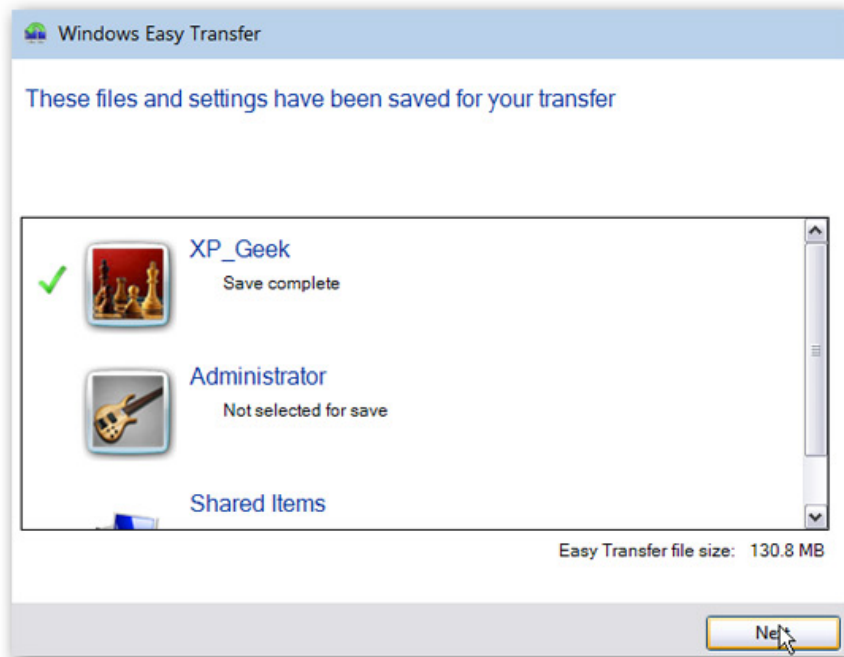 Windows Easy Transfer
These files and settings have been saved for your transfer
XP_Geek
Save complete
Administrator
Not selected for save
Shared Items
Easy Transfer file size: 130.8 MB
Next